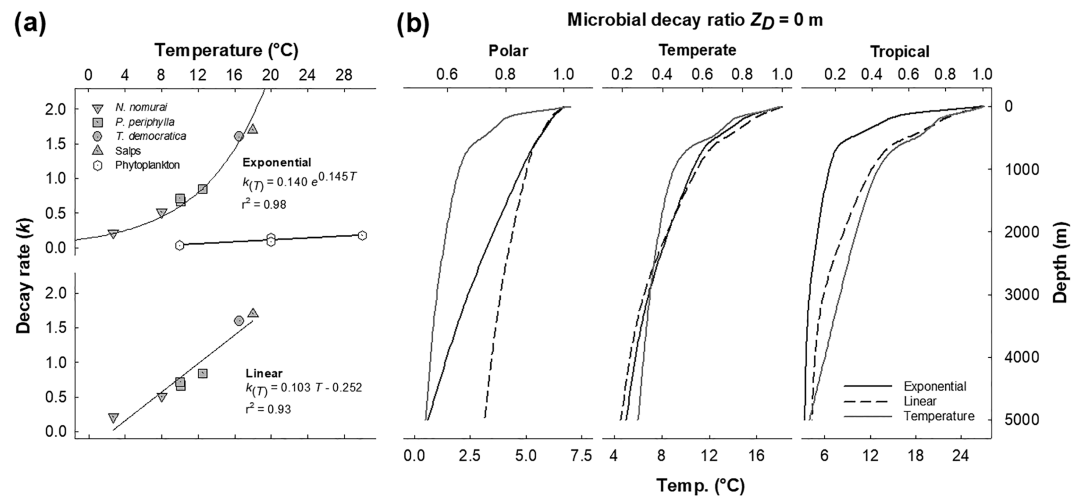 (a)
Temperature (°C)
0 4 8 12 16 20 24 28
Decay rate (k)
2.0
1.5
1.0
0.5
0.0
N. nomurai
P. periphylla
T. democratica
Salps
Phytoplankton
Exponential
k(T) = 0.140 e^0.145T
r² = 0.98
2.0
1.5
1.0
0.5
0.0
Linear
k(T) = 0.103 T - 0.252
r² = 0.93
(b)
Microbial decay ratio ZD = 0 m
Polar Temperate Tropical
0.6 0.8 1.0 0.2 0.4 0.6 0.8 1.0 0.2 0.4 0.6 0.8 1.0
0
1000
2000
3000
4000
5000
Depth (m)
Exponential
Linear
Temperature
0.0 2.5 5.0 7.5 4 8 12 16 6 12 18 24
Temp. (°C)